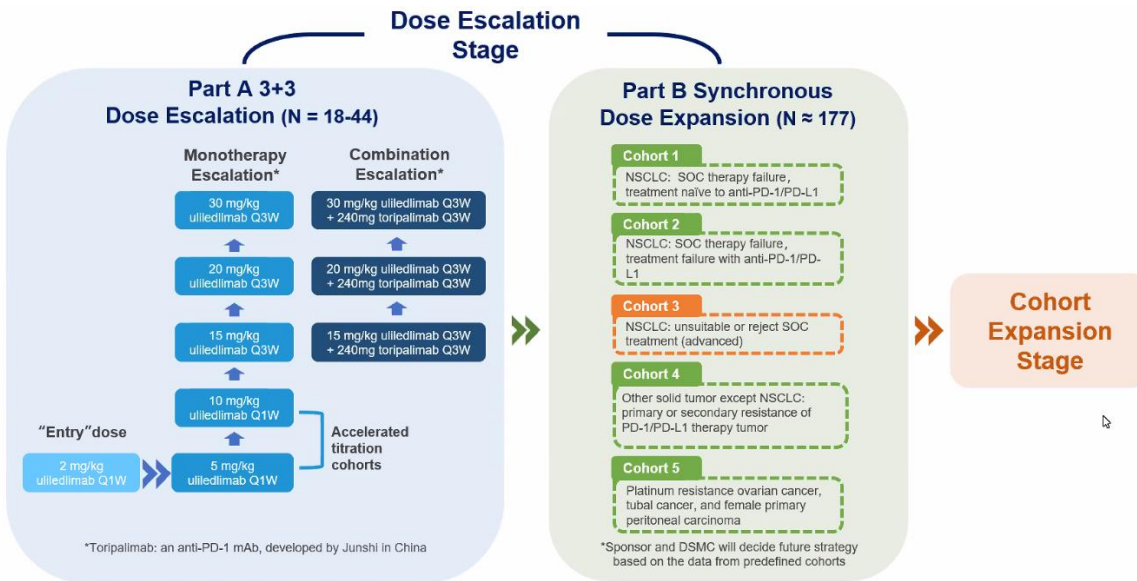 Dose Escalation
Stage
Part A 3+3
Dose Escalation (N = 18-44)
Monotherapy
Escalation*
Combination
Escalation*
30 mg/kg
uliledlimab Q3W
30 mg/kg uliledlimab Q3W
+ 240mg toripalimab Q3W
20 mg/kg
uliledlimab Q3W
20 mg/kg uliledlimab Q3W
+ 240mg toripalimab Q3W
15 mg/kg
uliledlimab Q3W
15 mg/kg uliledlimab Q3W
+ 240mg toripalimab Q3W
10 mg/kg
uliledlimab Q1W
"Entry"dose
2 mg/kg
uliledlimab Q1W
5 mg/kg
uliledlimab Q1W
Accelerated
titration
cohorts
*Toripalimab: an anti-PD-1 mAb, developed by Junshi in China
Part B Synchronous
Dose Expansion (N ≈ 177)
Cohort 1
NSCLC: SOC therapy failure,
treatment naïve to anti-PD-1/PD-L1
Cohort 2
NSCLC: SOC therapy failure,
treatment failure with anti-PD-1/PD-
L1
Cohort 3
NSCLC: unsuitable or reject SOC
treatment (advanced)
Cohort 4
Other solid tumor except NSCLC:
primary or secondary resistance of
PD-1/PD-L1 therapy tumor
Cohort 5
Platinum resistance ovarian cancer,
tubal cancer, and female primary
peritoneal carcinoma
*Sponsor and DSMC will decide future strategy
based on the data from predefined cohorts
Cohort
Expansion
Stage